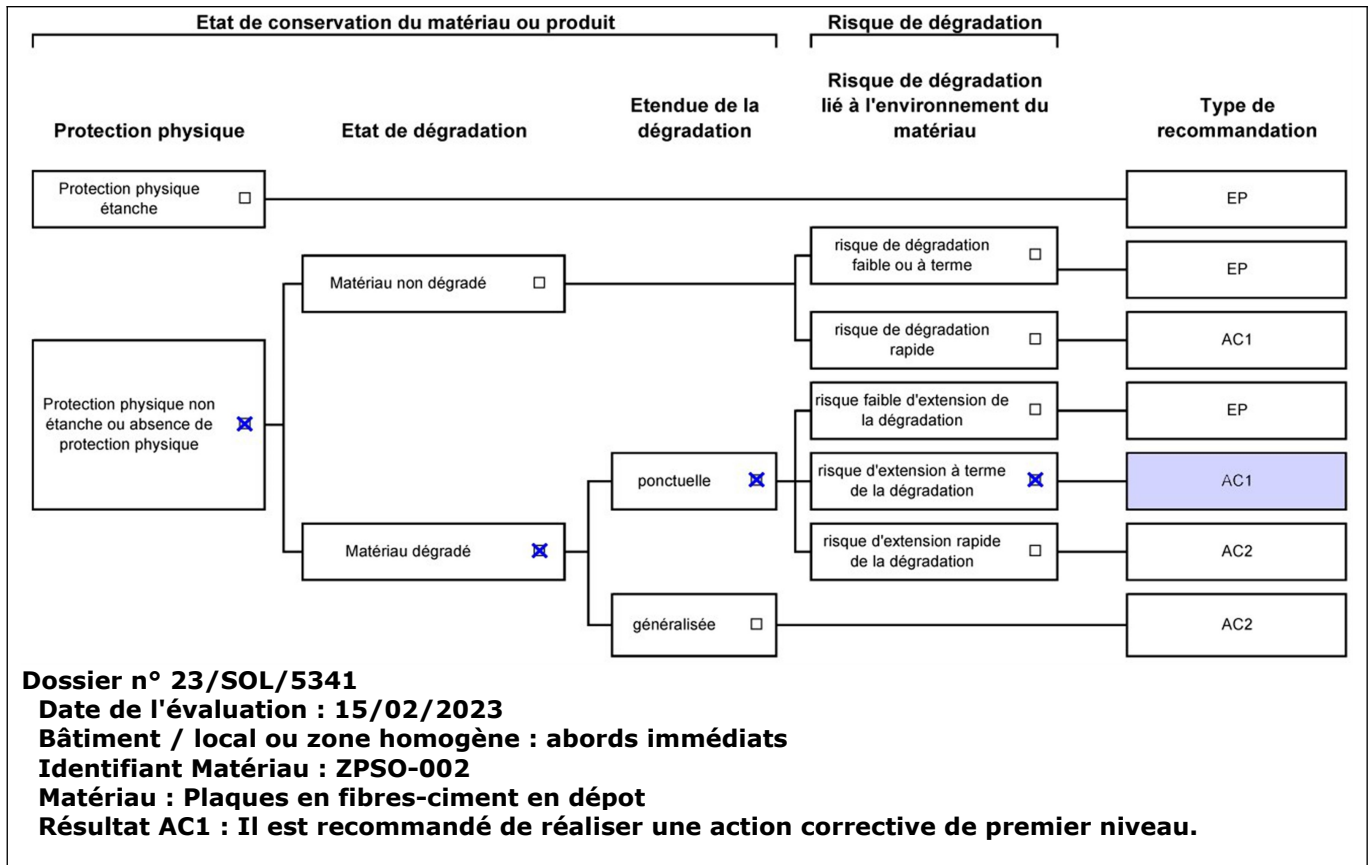 Etat de conservation du matériau ou produit
Risque de dégradation
Protection physique
Etat de dégradation
Etendue de la
dégradation
Risque de dégradation
lié à l'environnement du
matériau
Type de
recommandation
Protection physique
étanche
EP
risque de dégradation
faible ou à terme
EP
Matériau non dégradé
risque de dégradation
rapide
AC1
Protection physique non
étanche ou absence de
protection physique
risque faible d'extension de
la dégradation
EP
ponctuelle
risque d'extension à terme
de la dégradation
AC1
Matériau dégradé
risque d'extension rapide
de la dégradation
AC2
généralisée
AC2
Dossier n° 23/SOL/5341
Date de l'évaluation : 15/02/2023
Bâtiment / local ou zone homogène : abords immédiats
Identifiant Matériau : ZPSO-002
Matériau : Plaques en fibres-ciment en dépot
Résultat AC1 : Il est recommandé de réaliser une action corrective de premier niveau.